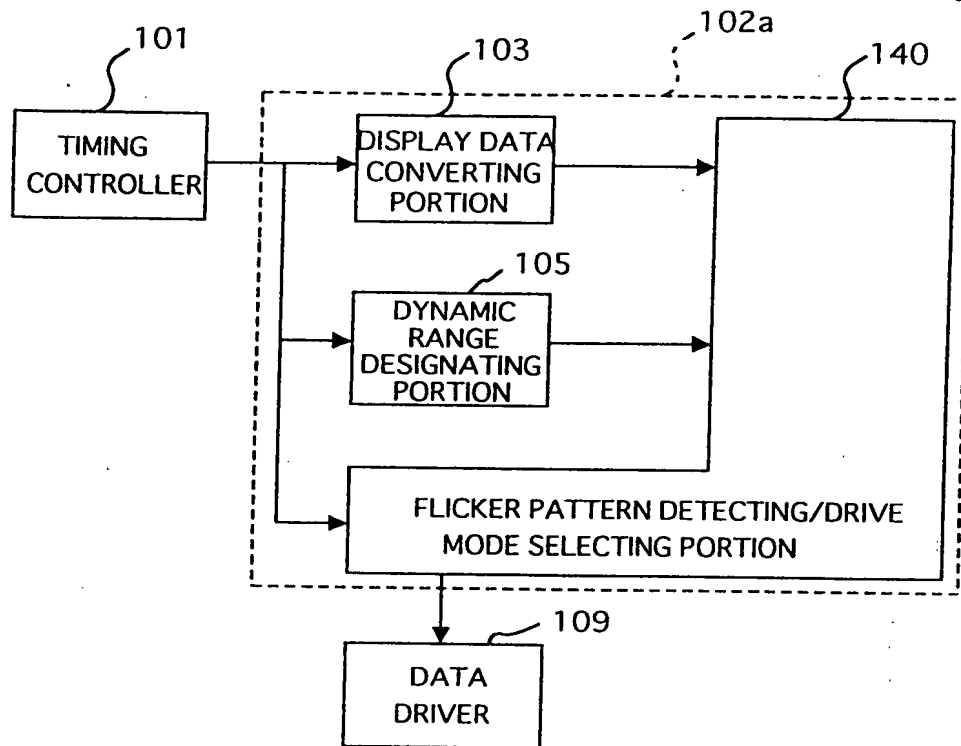 102a
101
103
140
TIMING
CONTROLLER
DISPLAY DATA
CONVERTING
PORTION
105
DYNAMIC
RANGE
DESIGNATING
PORTION
FLICKER PATTERN DETECTING/DRIVE
MODE SELECTING PORTION
109
DATA
DRIVER